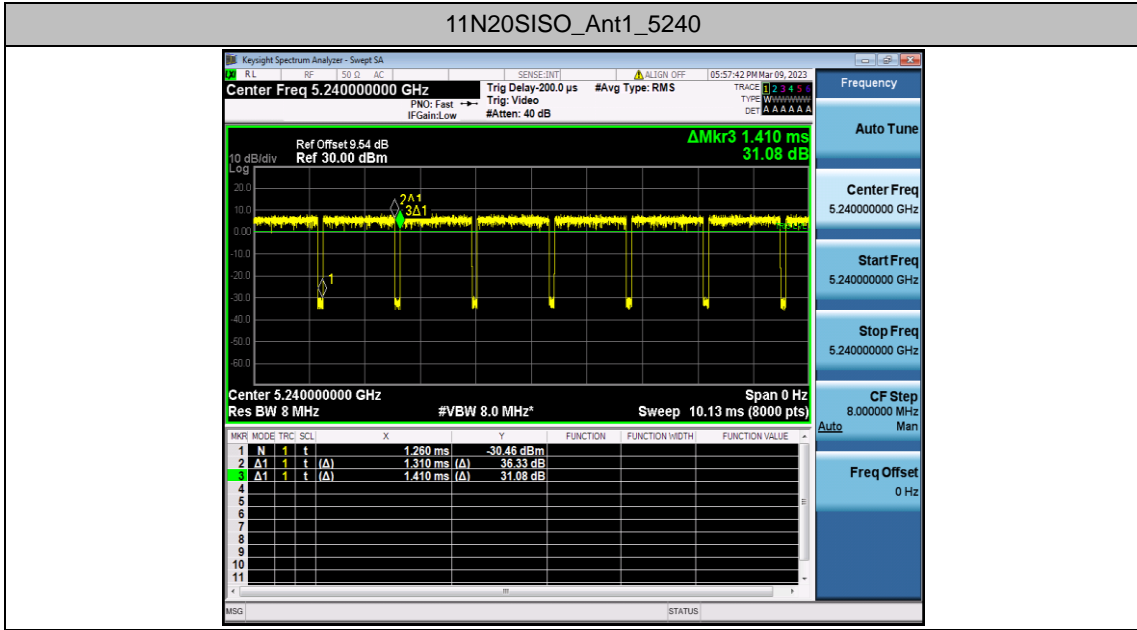 11N20SISO_Ant1_5240
Keysight Spectrum Analyzer - Swept SA
RL RF 50 Ω AC SENSE:INT ALIGN OFF 05:57:42 PM Mar 09, 2023
Center Freq 5.240000000 GHz
PNO: Fast
IFGain:Low
Trig Delay-200.0 µs
Trig: Video
#Atten: 40 dB
#Avg Type: RMS
TRACE 1 2 3 4 5 6
TYPE WWWWWW
DET A A A A A A
Frequency
Auto Tune
Center Freq
5.240000000 GHz
Start Freq
5.240000000 GHz
Stop Freq
5.240000000 GHz
CF Step
8.000000 MHz
Auto Man
Freq Offset
0 Hz
ΔMkr3 1.410 ms
31.08 dB
Ref Offset 9.54 dB
10 dB/div Ref 30.00 dBm
Log
20.0
10.0
0.00
-10.0
-20.0
-30.0
-40.0
-50.0
-60.0
2Δ1
3Δ1
1
Center 5.240000000 GHz Span 0 Hz
Res BW 8 MHz #VBW 8.0 MHz* Sweep 10.13 ms (8000 pts)
MKR MODE TRC SCL X Y FUNCTION FUNCTION WIDTH FUNCTION VALUE
1 N 1 t 1.260 ms -30.46 dBm
2 Δ1 1 t (Δ) 1.310 ms (Δ) 36.33 dB
3 Δ1 1 t (Δ) 1.410 ms (Δ) 31.08 dB
4
5
6
7
8
9
10
11
MSG STATUS